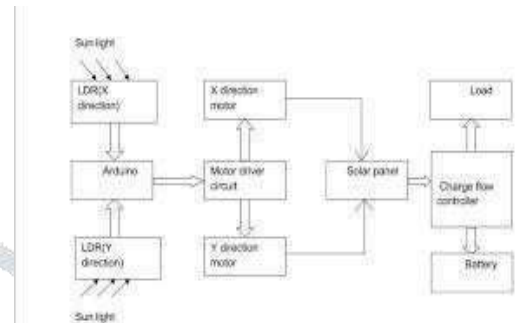 Sun light
LDR(X
direction)
X direction
motor
Load
Arduino
Motor driver
circuit
Solar panel
Charge flow
controller
LDR(Y
direction)
Y direction
motor
Battery
Sun light